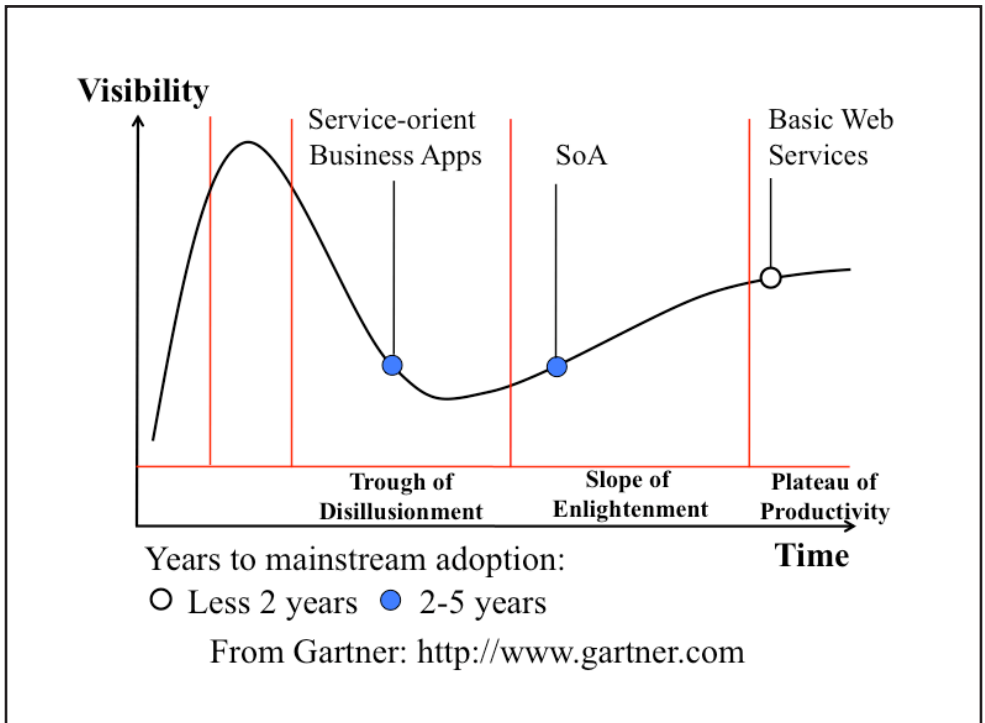 Visibility
Service-orient
Business Apps
SoA
Basic Web
Services
Trough of
Disillusionment
Slope of
Enlightenment
Plateau of
Productivity
Time
Years to mainstream adoption:
Less 2 years
2-5 years
From Gartner: http://www.gartner.com